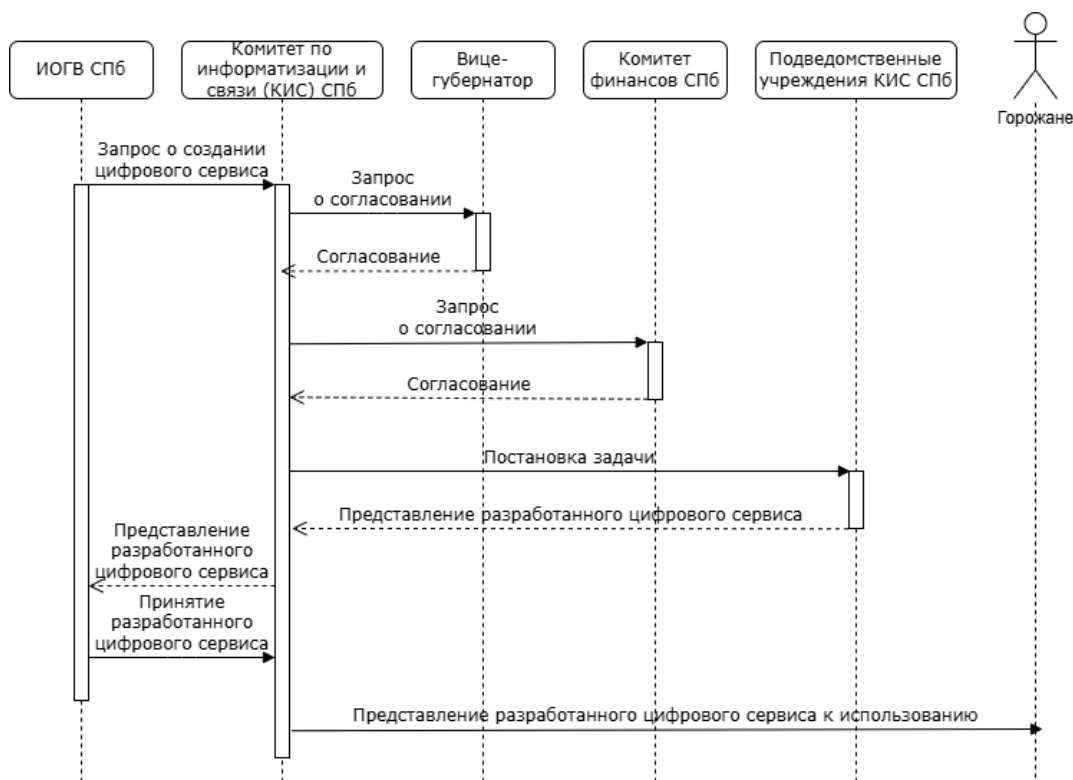 ИОГВ СПб
Комитет по
информатизации и
связи (КИС) СПб
Вице-
губернатор
Комитет
финансов СПб
Подведомственные
учреждения КИС СПб
Горожане
Запрос о создании
цифрового сервиса
Запрос
о согласовании
Согласование
Запрос
о согласовании
Согласование
Постановка задачи
Представление разработанного цифрового сервиса
Представление
разработанного
цифрового сервиса
Принятие
разработанного
цифрового сервиса
Представление разработанного цифрового сервиса к использованию